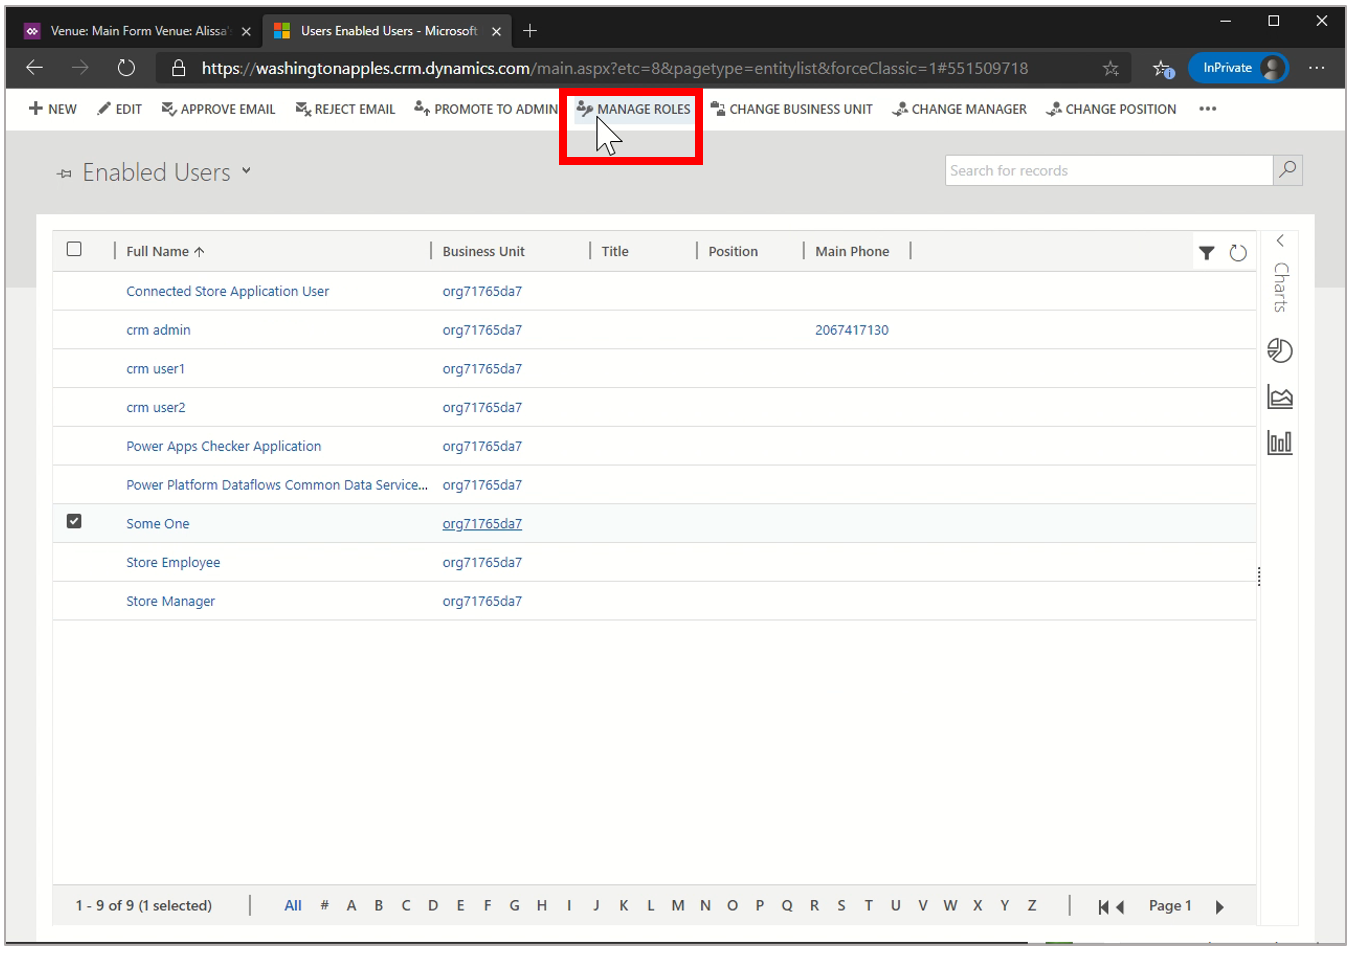 Venue: Main Form Venue: Alissa's
Users Enabled Users - Microsoft
https://washingtonapples.crm.dynamics.com/main.aspx?etc=8&pagetype=entitylist&forceClassic=1#551509718
InPrivate
NEW EDIT APPROVE EMAIL REJECT EMAIL PROMOTE TO ADMIN MANAGE ROLES CHANGE BUSINESS UNIT CHANGE MANAGER CHANGE POSITION
Enabled Users
Search for records
Full Name Business Unit Title Position Main Phone
Charts
Connected Store Application User org71765da7
crm admin org71765da7 2067417130
crm user1 org71765da7
crm user2 org71765da7
Power Apps Checker Application org71765da7
Power Platform Dataflows Common Data Service... org71765da7
Some One org71765da7
Store Employee org71765da7
Store Manager org71765da7
1 - 9 of 9 (1 selected) All # A B C D E F G H I J K L M N O P Q R S T U V W X Y Z Page 1